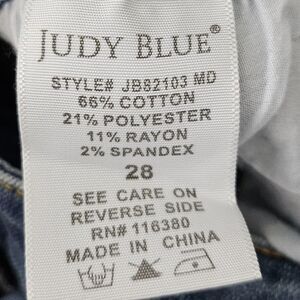 JUDY BLUE®
STYLE# JB82103 MD
66% COTTON
21% POLYESTER
11% RAYON
2% SPANDEX
28
SEE CARE ON
REVERSE SIDE
RN# 116380
MADE IN CHINA